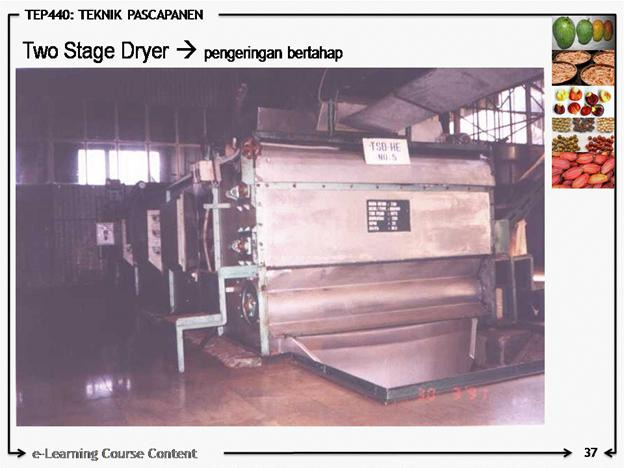 TEP440: TEKNIK PASCAPANEN
Two Stage Dryer → pengeringan bertahap
TSD-HE
NO.5
e-Learning Course Content
37